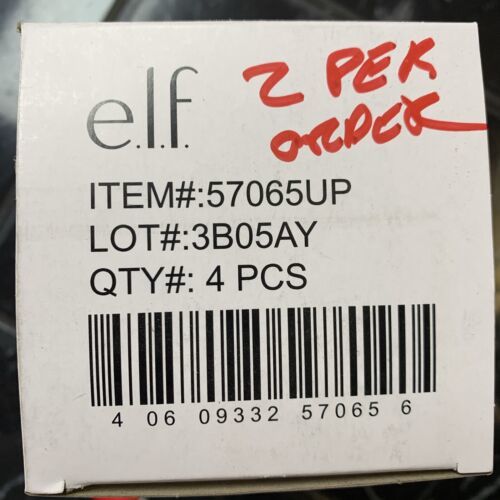 e.l.f.
2 PER
ORDER
ITEM#:57065UP
LOT#:3B05AY
QTY#: 4 PCS
4 06 09332 57065 6